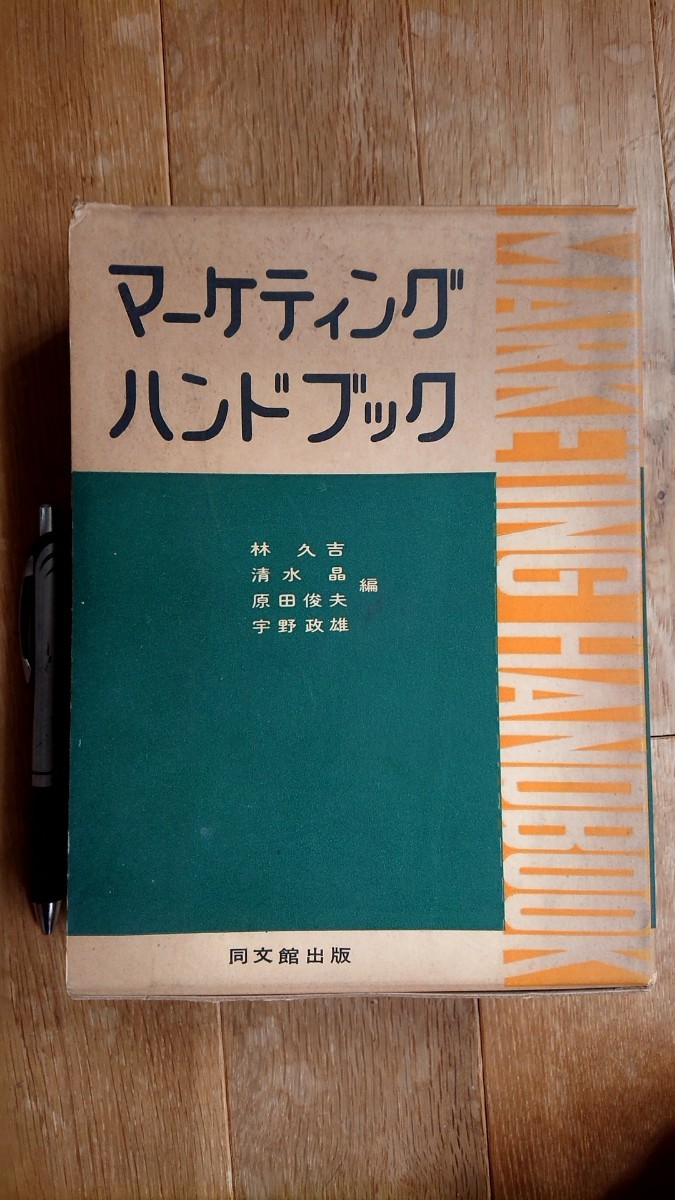 マーケティング
ハンドブック
MARKETING HANDBOOK
林久吉
清水晶
原田俊夫
宇野政雄
編
同文館出版